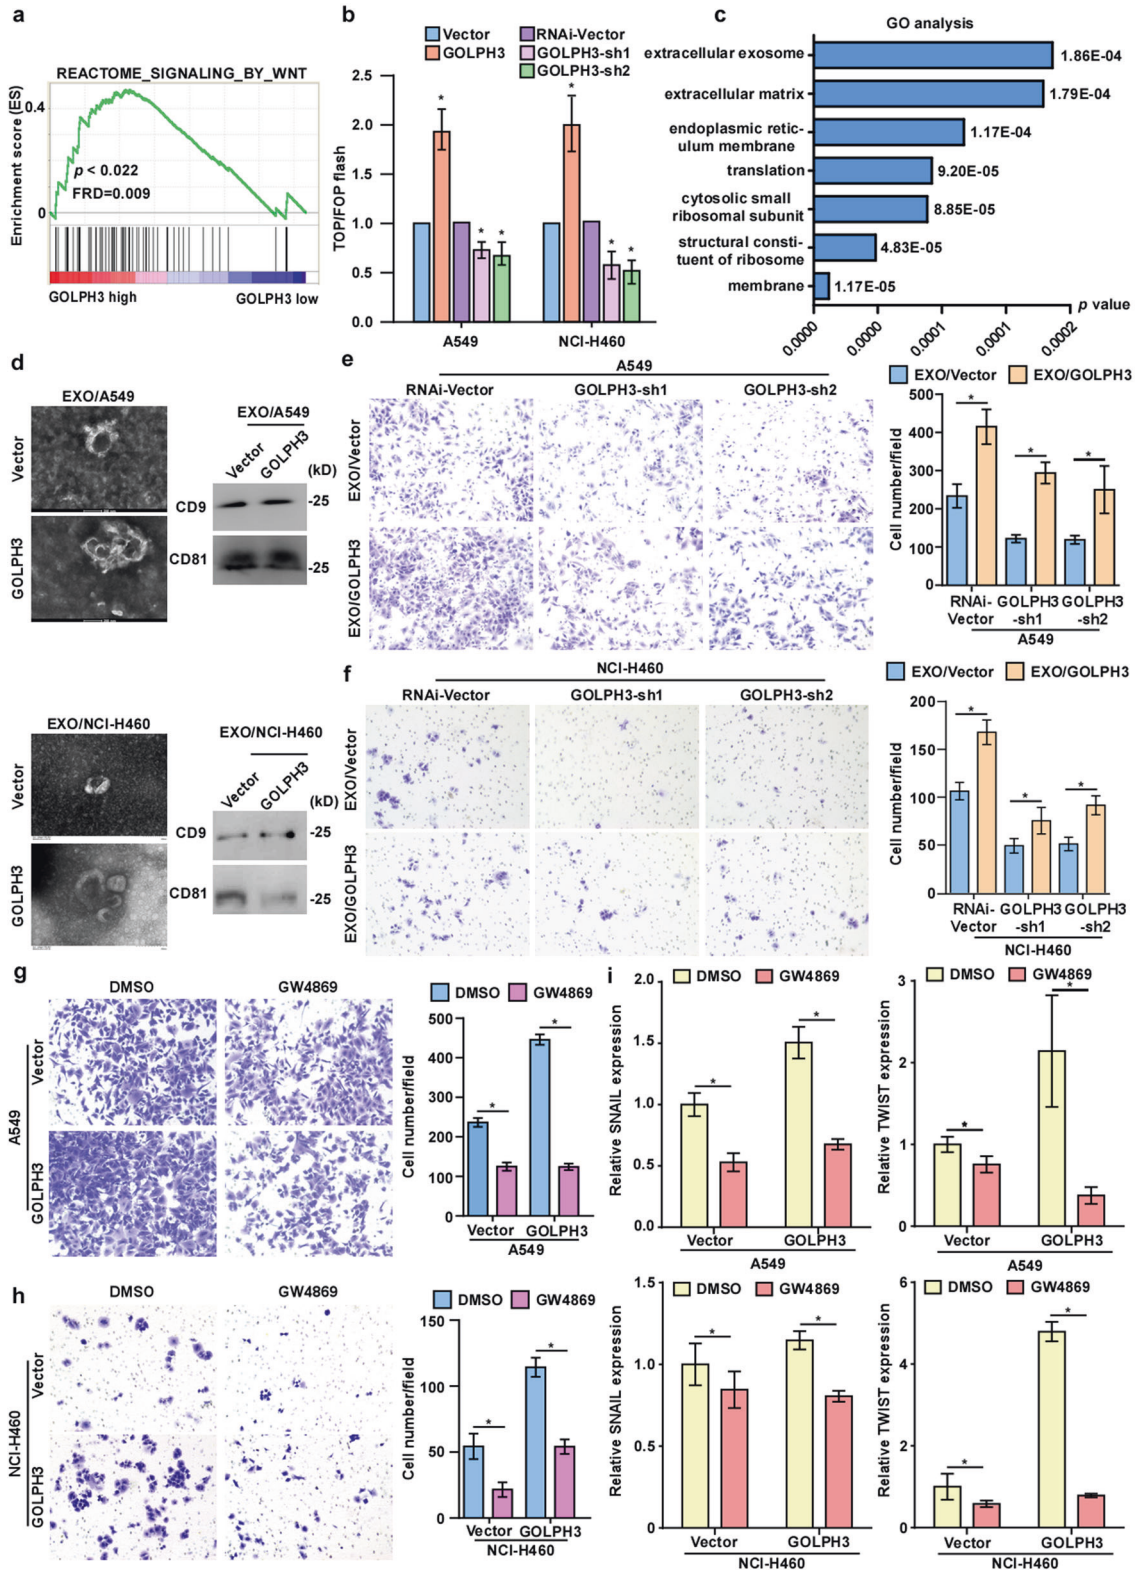 a
REACTOME_SIGNALING_BY_WNT
Enrichment score (ES)
0.4
0
p < 0.022
FRD=0.009
GOLPH3 high
GOLPH3 low
b
Vector
GOLPH3
RNAi-Vector
GOLPH3-sh1
GOLPH3-sh2
TOP/FOP flash
2.5
2.0
1.5
1.0
0.5
0.0
* * * * * *
A549
NCI-H460
c
GO analysis
extracellular exosome
1.86E-04
extracellular matrix
1.79E-04
endoplasmic retic-
ulum membrane
1.17E-04
translation
9.20E-05
cytosolic small
ribosomal subunit
8.85E-05
structural consti-
tuent of ribosome
4.83E-05
membrane
1.17E-05
p value
0.0000
0.0000
0.0001
0.0001
0.0002
d
EXO/A549
Vector
GOLPH3
EXO/A549
Vector
GOLPH3
(kD)
CD9
-25
CD81
-25
EXO/NCI-H460
Vector
GOLPH3
EXO/NCI-H460
Vector
GOLPH3
(kD)
CD9
-25
CD81
-25
e
A549
RNAi-Vector
GOLPH3-sh1
GOLPH3-sh2
EXO/Vector
EXO/GOLPH3
EXO/Vector
EXO/GOLPH3
Cell number/field
500
400
300
200
100
0
* * *
RNAi-
Vector
GOLPH3
-sh1
GOLPH3
-sh2
A549
f
NCI-H460
RNAi-Vector
GOLPH3-sh1
GOLPH3-sh2
EXO/Vector
EXO/GOLPH3
EXO/Vector
EXO/GOLPH3
Cell number/field
200
150
100
50
0
* * *
RNAi-
Vector
GOLPH3
-sh1
GOLPH3
-sh2
NCI-H460
g
DMSO
GW4869
A549
Vector
GOLPH3
DMSO
GW4869
Cell number/field
500
400
300
200
100
0
* *
Vector
GOLPH3
A549
h
DMSO
GW4869
NCI-H460
Vector
GOLPH3
DMSO
GW4869
Cell number/field
150
100
50
0
* *
Vector
GOLPH3
NCI-H460
i
DMSO
GW4869
Relative SNAIL expression
2.0
1.5
1.0
0.5
0.0
* *
Vector
GOLPH3
A549
DMSO
GW4869
Relative TWIST expression
3
2
1
0
* *
Vector
GOLPH3
A549
DMSO
GW4869
Relative SNAIL expression
1.5
1.0
0.5
0
* *
Vector
GOLPH3
NCI-H460
DMSO
GW4869
Relative TWIST expression
6
4
2
0
* *
Vector
GOLPH3
NCI-H460